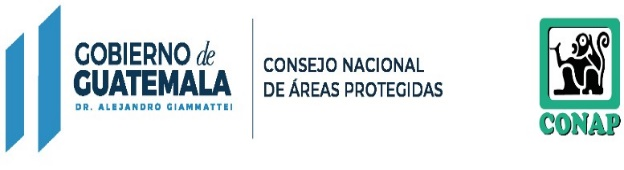 GOBIERNO de
GUATEMALA
DR. ALEJANDRO GIAMMATTEI
CONSEJO NACIONAL
DE ÁREAS PROTEGIDAS
CONAP